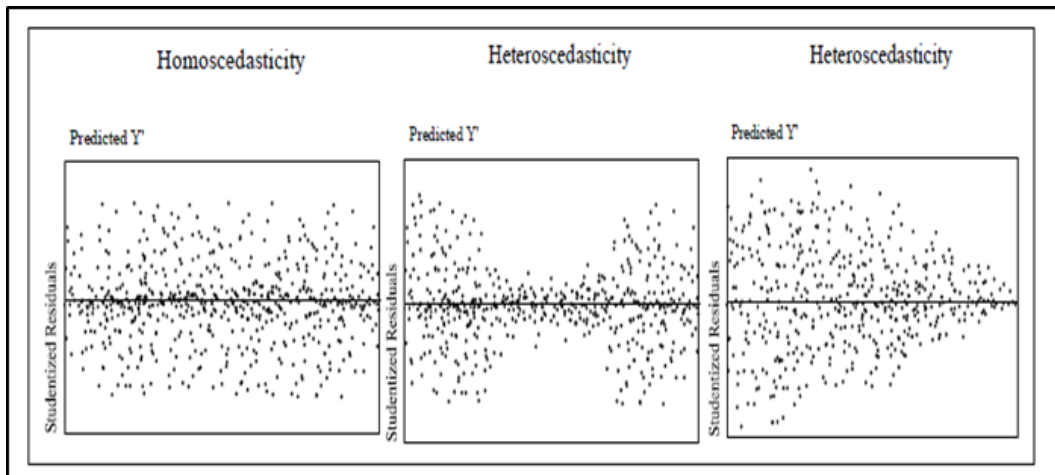 Homoscedasticity
Heteroscedasticity
Heteroscedasticity
Predicted Y'
Predicted Y'
Predicted Y'
Studentized Residuals
Studentized Residuals
Studentized Residuals